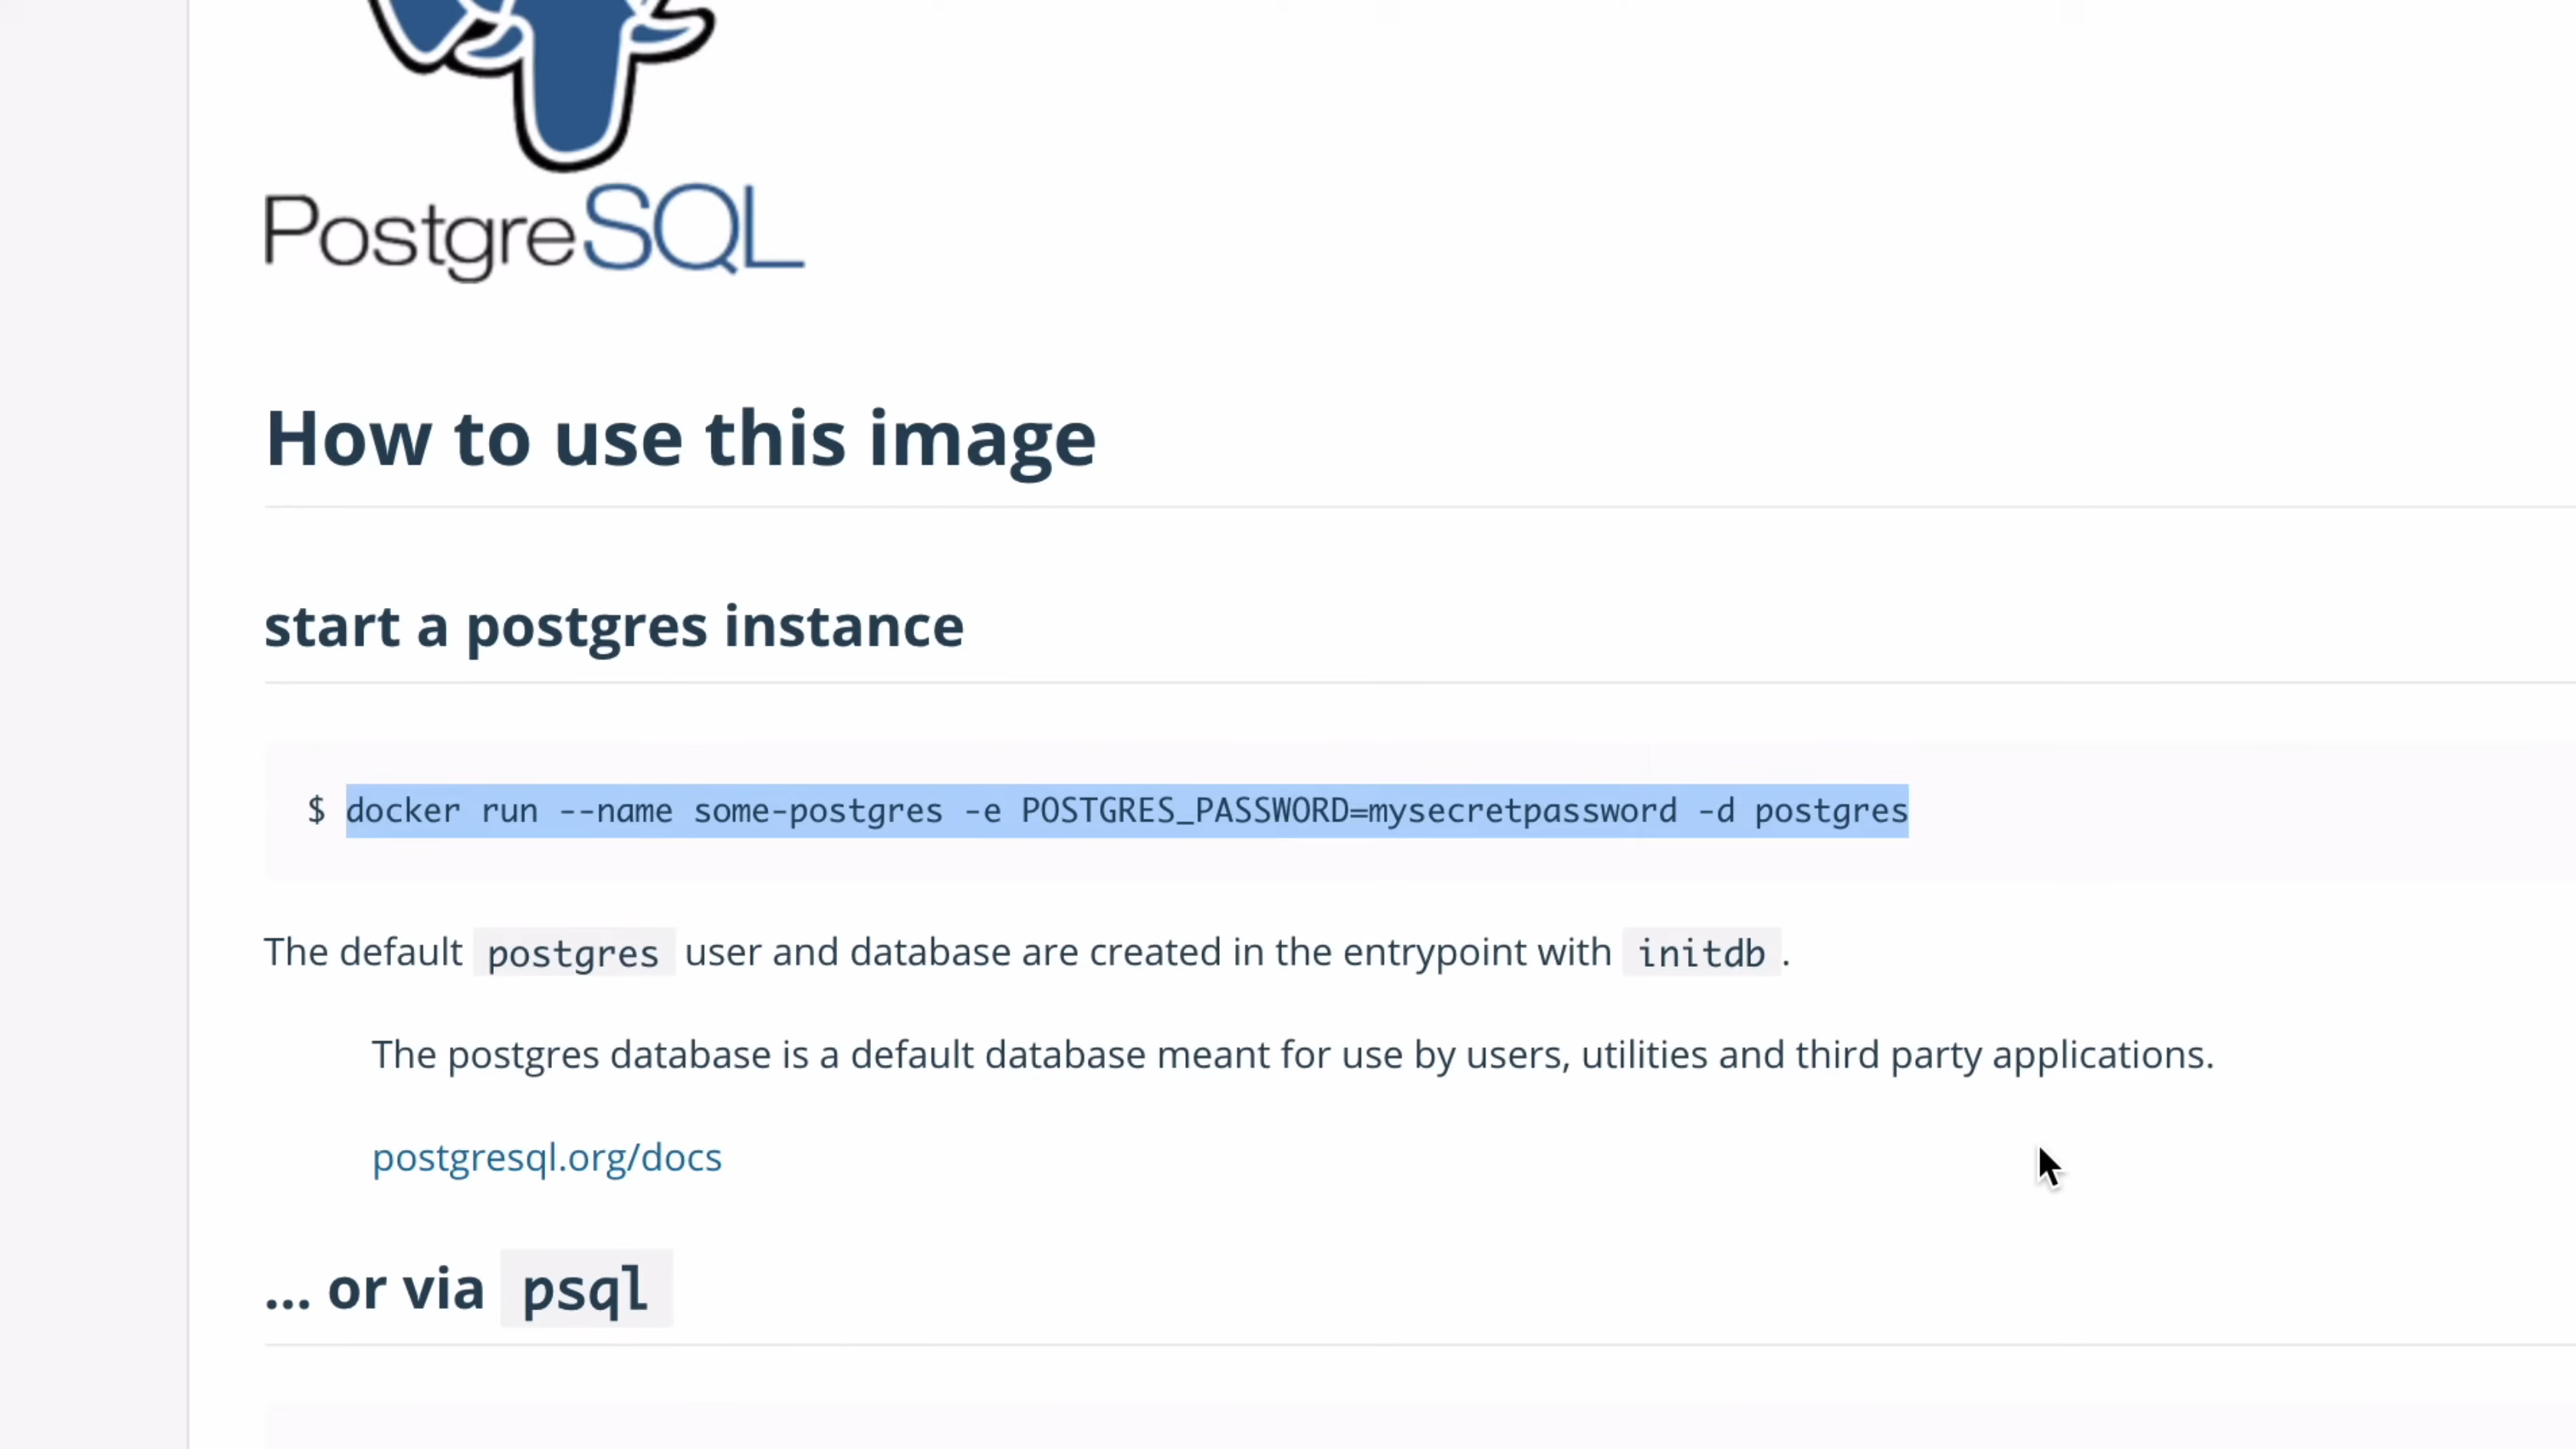 PostgreSQL
How to use this image
start a postgres instance
$ docker run --name some-postgres -e POSTGRES_PASSWORD=mysecretpassword -d postgres
The default postgres user and database are created in the entrypoint with initdb .
The postgres database is a default database meant for use by users, utilities and third party applications.
postgresql.org/docs
... or via psql